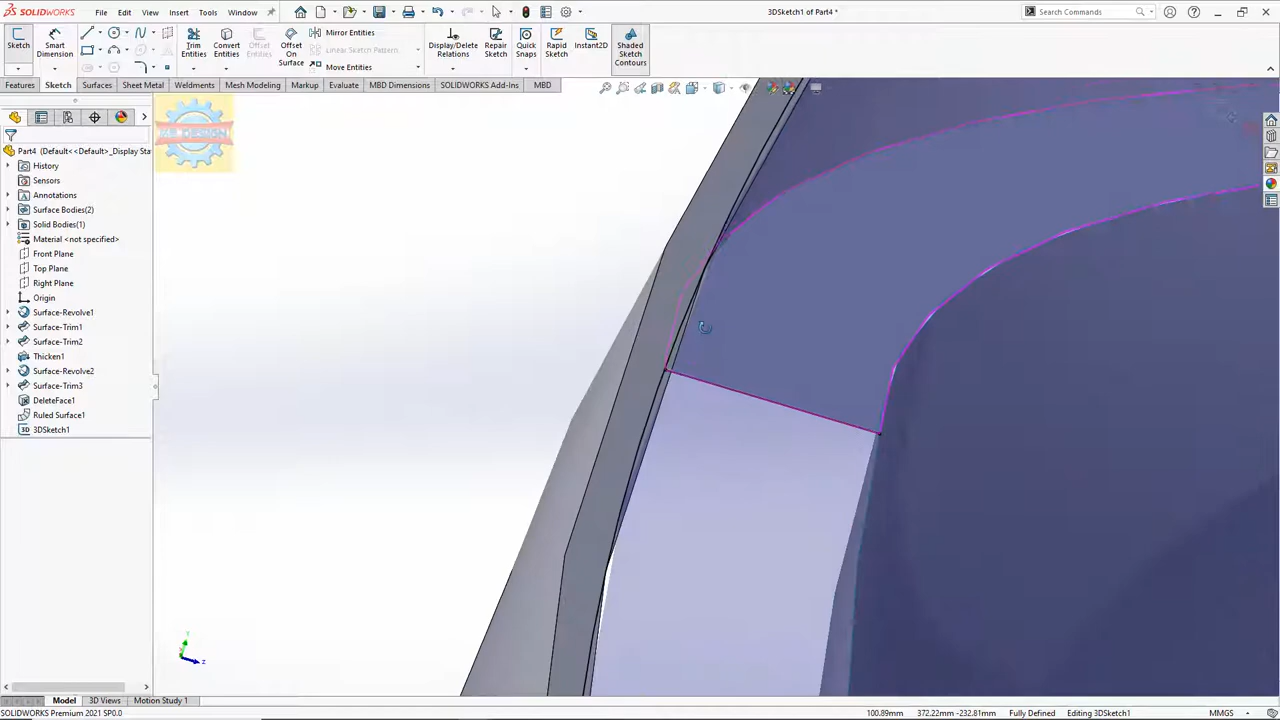 SOLIDWORKS File Edit View Insert Tools Window 3DSketch1 of Part4 * Search Commands
Sketch Smart Dimension Trim Entities Convert Entities Offset Entities Offset On Surface Mirror Entities Linear Sketch Pattern Move Entities Display/Delete Relations Repair Sketch Quick Snaps Rapid Sketch Instant2D Shaded Sketch Contours
Features Sketch Surfaces Sheet Metal Weldments Mesh Modeling Markup Evaluate MBD Dimensions SOLIDWORKS Add-Ins MBD
Part4 (Default<<Default>_Display Sta
History
Sensors
Annotations
Surface Bodies(2)
Solid Bodies(1)
Material <not specified>
Front Plane
Top Plane
Right Plane
Origin
Surface-Revolve1
Surface-Trim1
Surface-Trim2
Thicken1
Surface-Revolve2
Surface-Trim3
DeleteFace1
Ruled Surface1
3D 3DSketch1
Y
Z
Model 3D Views Motion Study 1
SOLIDWORKS Premium 2021 SP0.0 100.89mm 372.22mm -232.81mm Fully Defined Editing 3DSketch1 MMGS